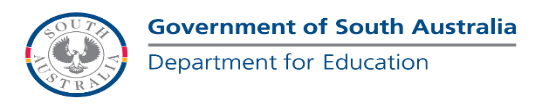 SOUTH
AUSTRALIA
Government of South Australia
Department for Education